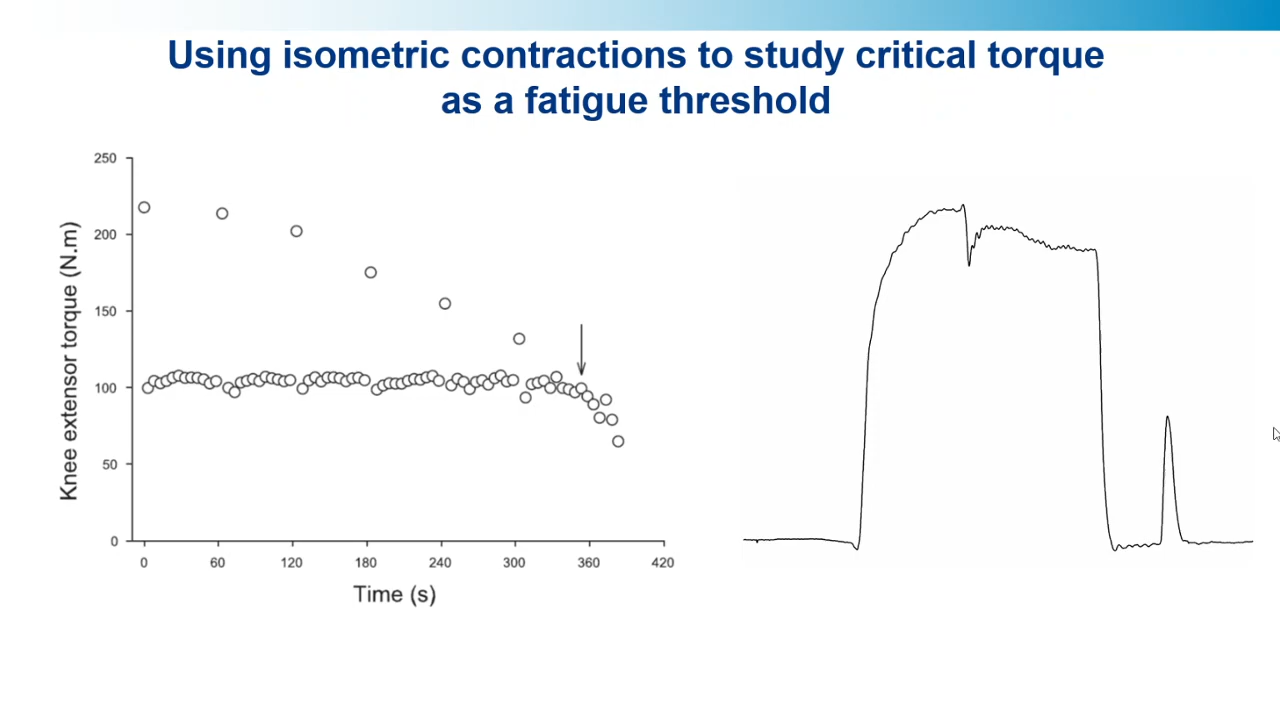 Using isometric contractions to study critical torque
as a fatigue threshold
Knee extensor torque (N.m)
250
200
150
100
50
0
0 60 120 180 240 300 360 420
Time (s)